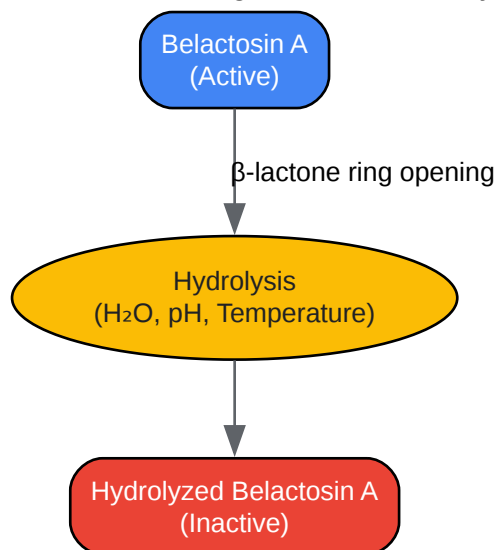 Belactosin A
(Active)
β-lactone ring opening
Hydrolysis
(H₂O, pH, Temperature)
Hydrolyzed Belactosin A
(Inactive)